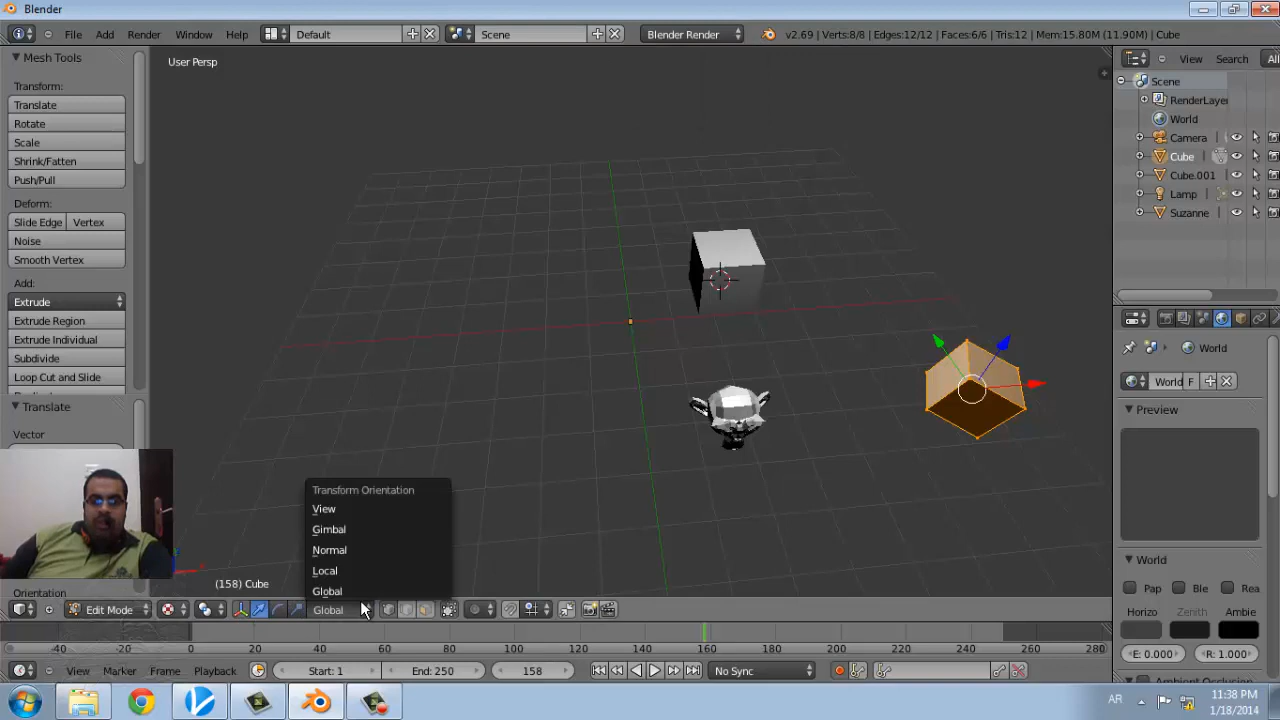 Blender
File Add Render Window Help Default Scene Blender Render v2.69 | Verts:8/8 | Edges:12/12 | Faces:6/6 | Tris:12 | Mem:15.80M (11.90M) | Cube
Mesh Tools
Transform:
Translate
Rotate
Scale
Shrink/Fatten
Push/Pull
Deform:
Slide Edge Vertex
Noise
Smooth Vertex
Add:
Extrude
Extrude Region
Extrude Individual
Subdivide
Loop Cut and Slide
Translate
Vector
Orientation
User Persp
(158) Cube
Transform Orientation
View
Gimbal
Normal
Local
Global
Edit Mode Global
View Search All
Scene
RenderLayer
World
Camera
Cube
Cube.001
Lamp
Suzanne
World
World F
Preview
World
Pap Ble Rea
Horizo Zenith Ambie
E: 0.000 R: 1.000
-40 -20 0 20 40 60 80 100 120 140 160 180 200 220 240 260 280
View Marker Frame Playback Start: 1 End: 250 158 No Sync
AR 11:38 PM
1/18/2014